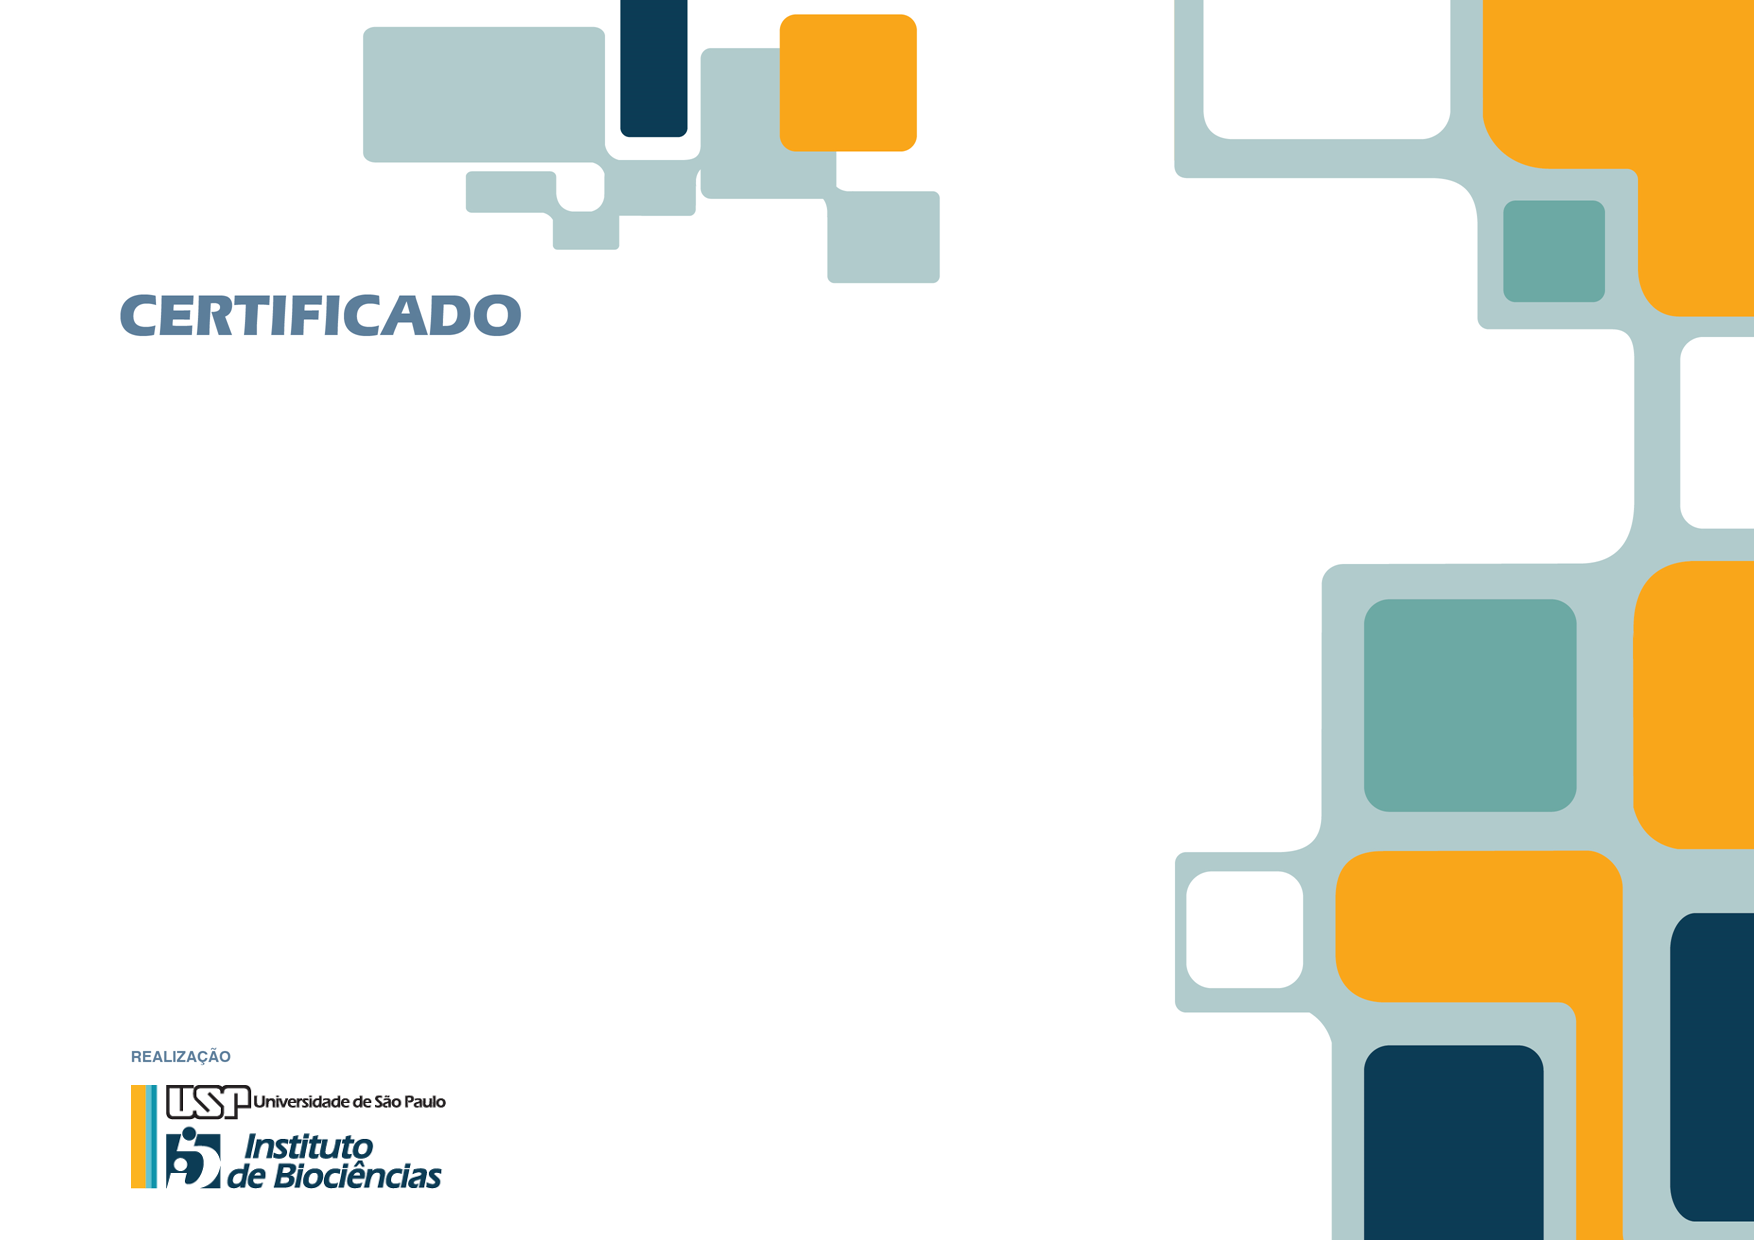 CERTIFICADO
REALIZAÇÃO
USP Universidade de São Paulo
Instituto
de Biociências